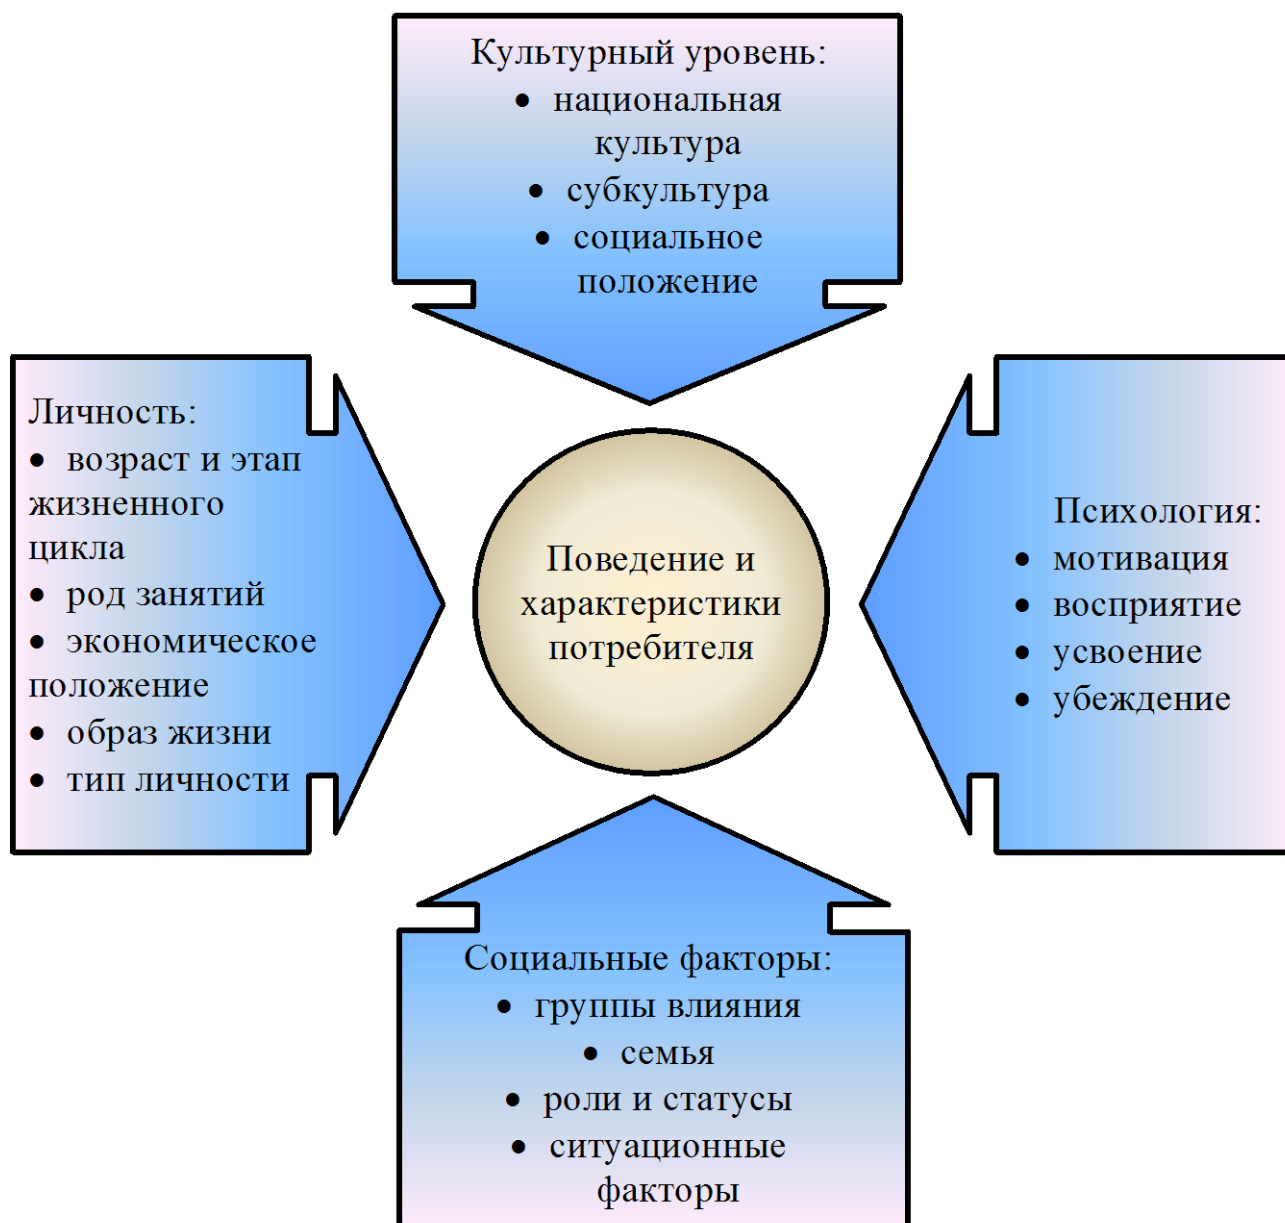 Культурный уровень:
• национальная
культура
• субкультура
• социальное
положение
Личность:
• возраст и этап
жизненного
цикла
• род занятий
• экономическое
положение
• образ жизни
• тип личности
Поведение и
характеристики
потребителя
Психология:
• мотивация
• восприятие
• усвоение
• убеждение
Социальные факторы:
• группы влияния
• семья
• роли и статусы
• ситуационные
факторы